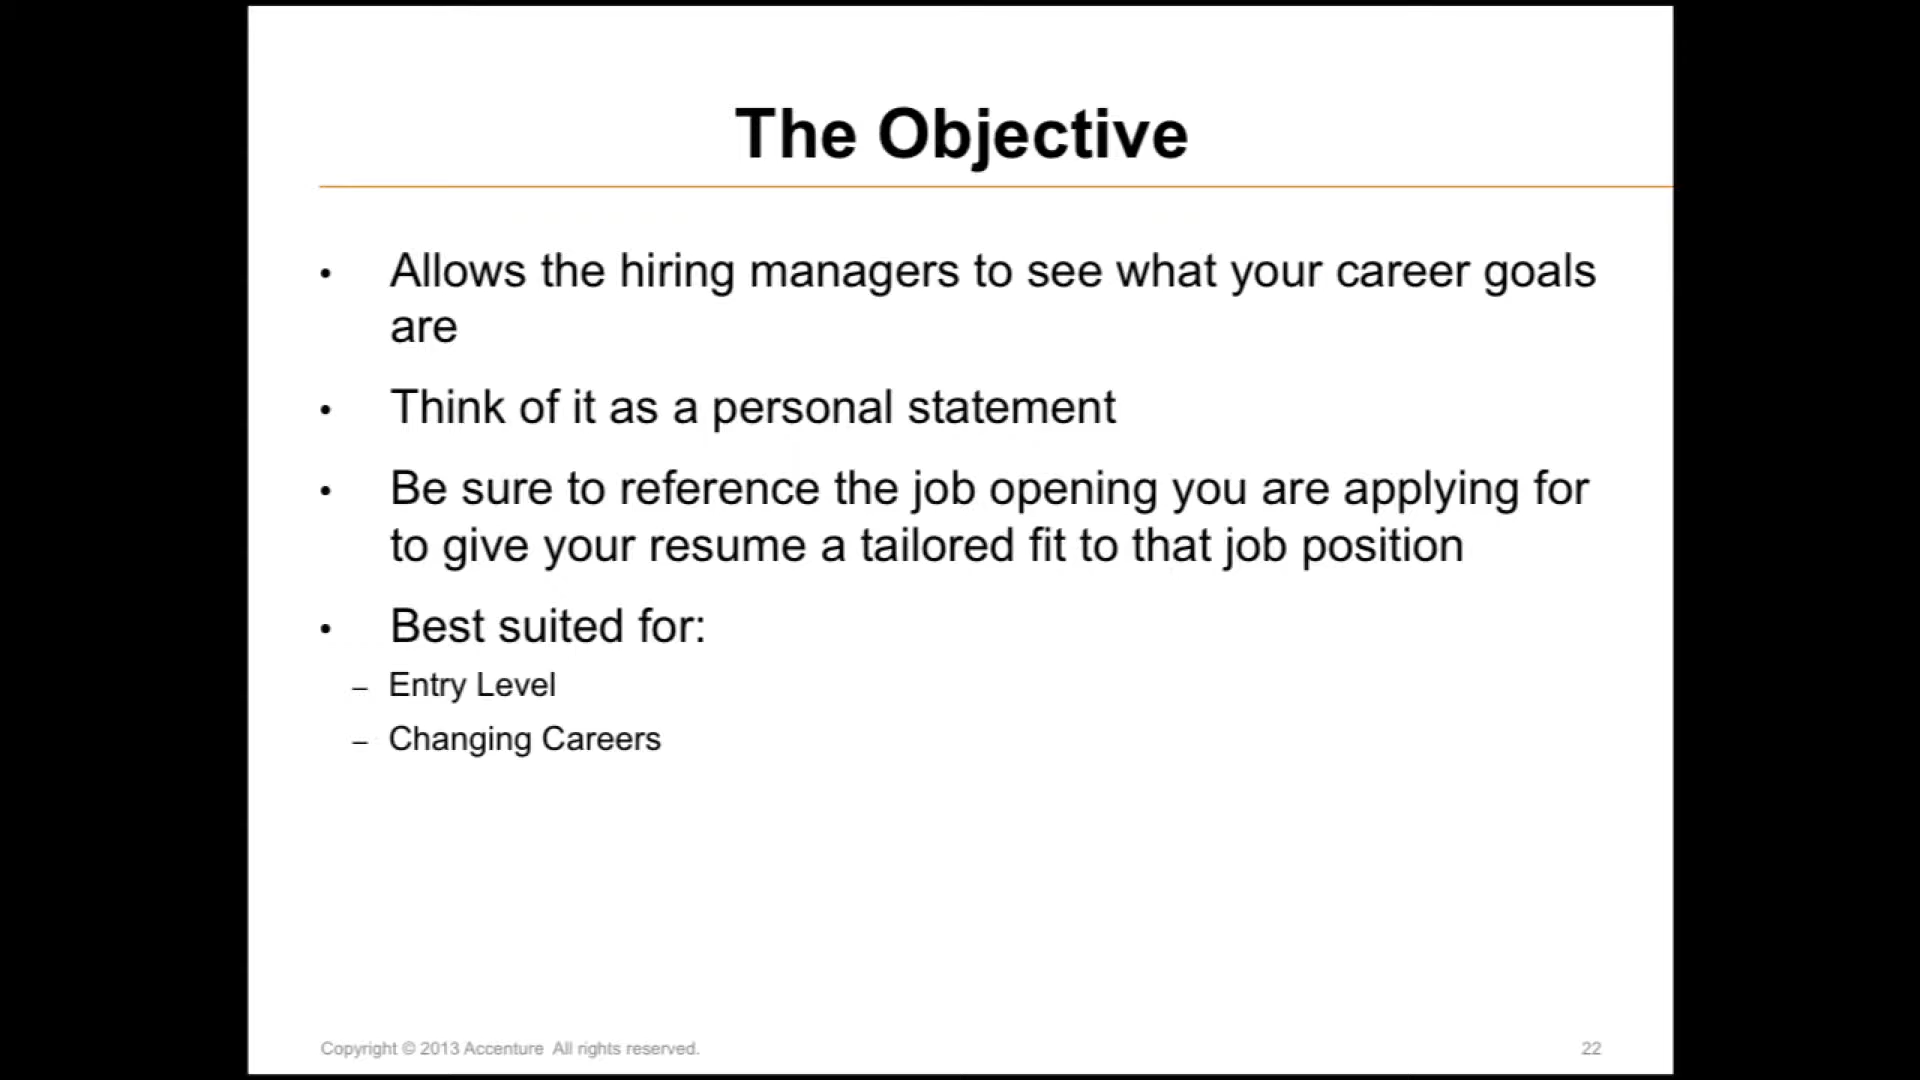 The Objective
• Allows the hiring managers to see what your career goals
are
• Think of it as a personal statement
• Be sure to reference the job opening you are applying for
to give your resume a tailored fit to that job position
• Best suited for:
– Entry Level
– Changing Careers
Copyright © 2013 Accenture All rights reserved.
22